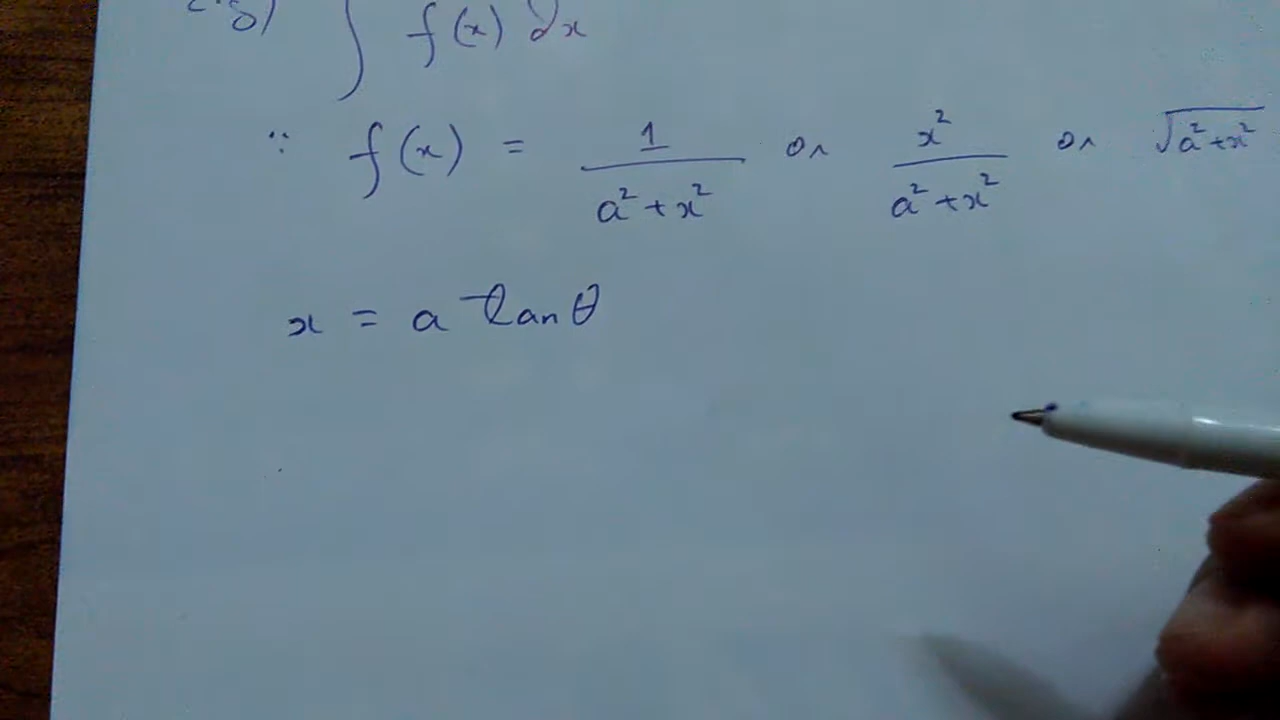 ∫ f(x) dx
∵ f(x) = 1/(a²+x²) or x²/(a²+x²) or √(a²+x²)
x = a tanθ